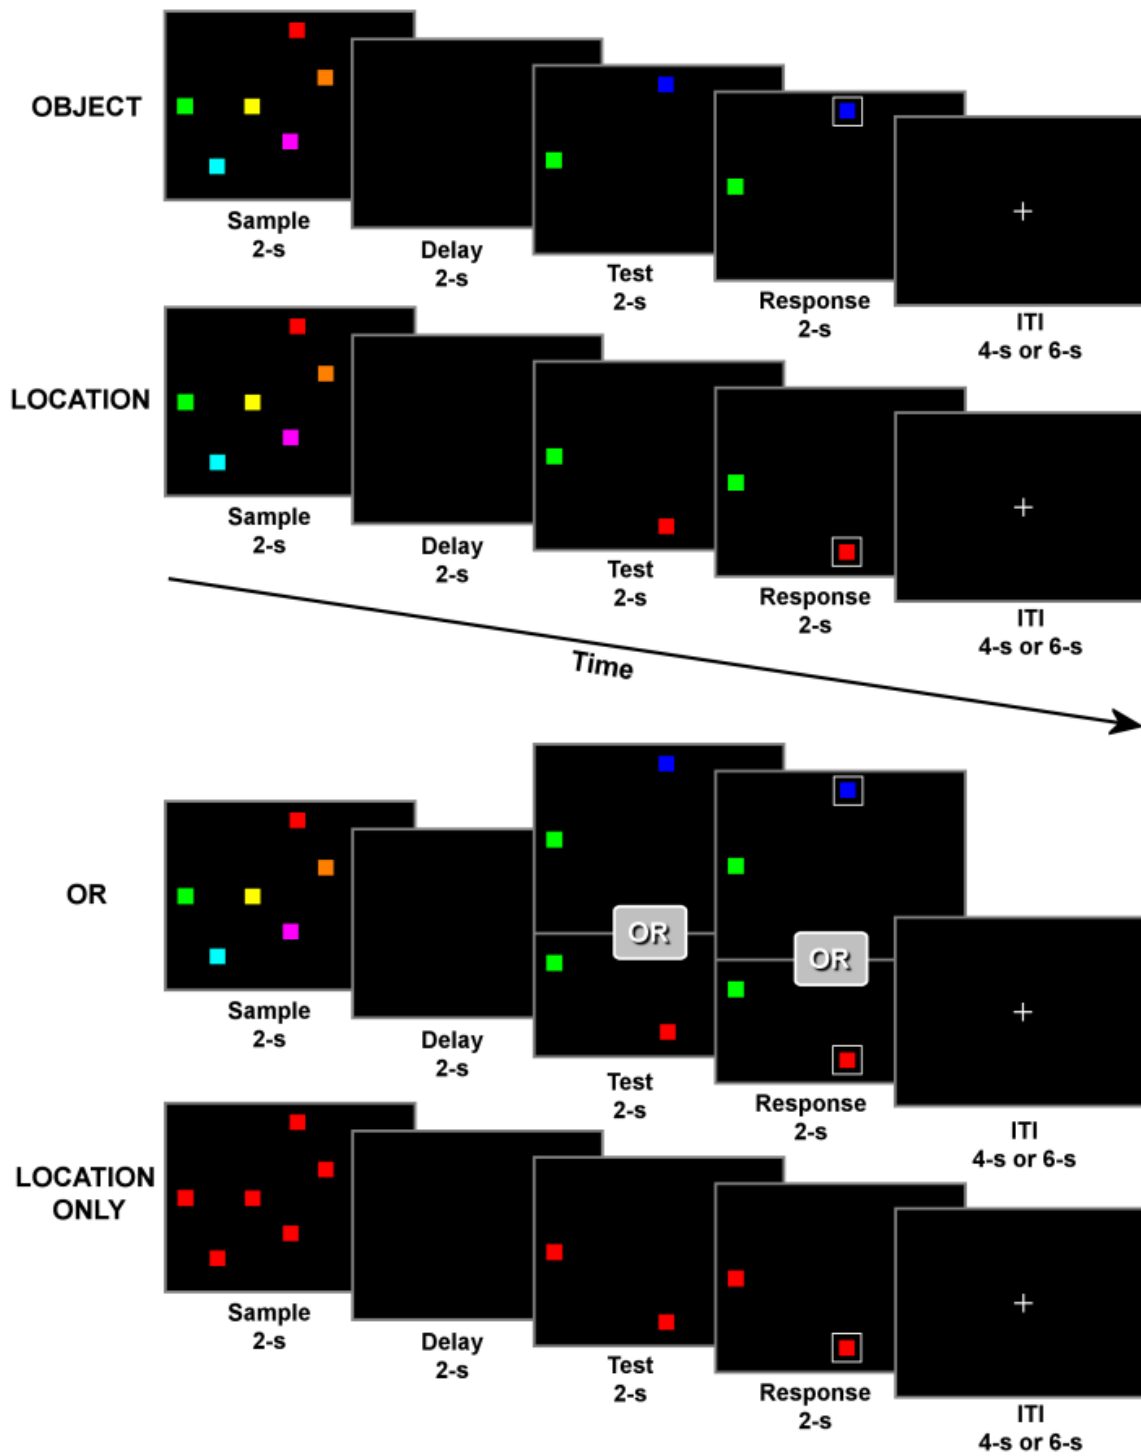 OBJECT
Sample
2-s
Delay
2-s
Test
2-s
Response
2-s
ITI
4-s or 6-s
LOCATION
Sample
2-s
Delay
2-s
Test
2-s
Response
2-s
ITI
4-s or 6-s
Time
OR
OR
OR
Sample
2-s
Delay
2-s
Test
2-s
Response
2-s
ITI
4-s or 6-s
LOCATION
ONLY
Sample
2-s
Delay
2-s
Test
2-s
Response
2-s
ITI
4-s or 6-s